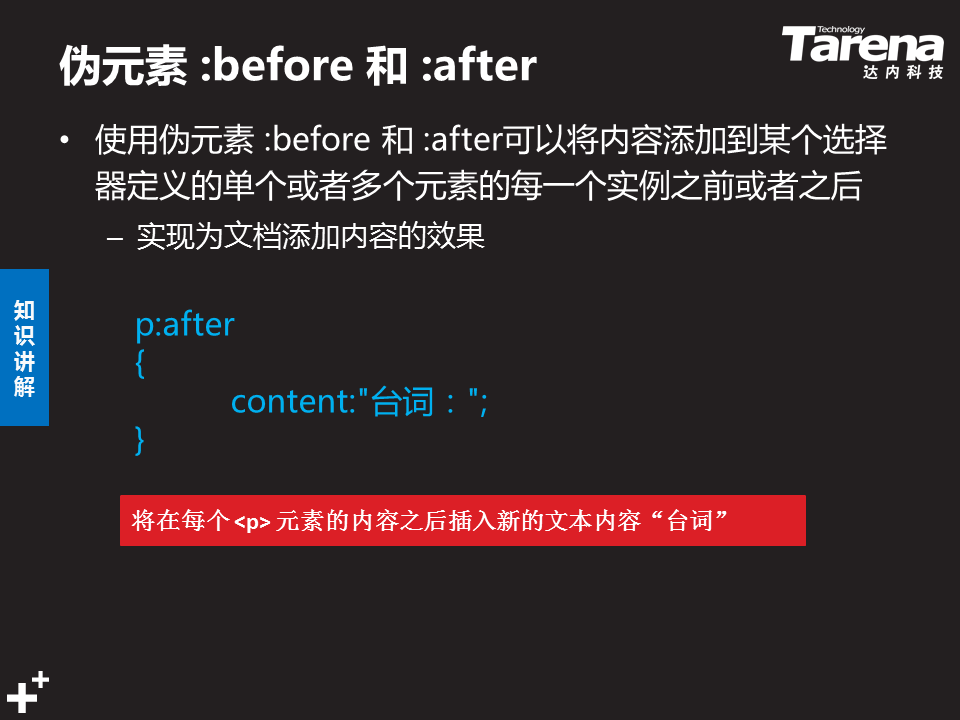 伪元素 :before 和 :after
Technology
Tarena
达内科技
• 使用伪元素 :before 和 :after可以将内容添加到某个选择
器定义的单个或者多个元素的每一个实例之前或者之后
– 实现为文档添加内容的效果
知识讲解
p:after
{
content:"台词：";
}
将在每个<p>元素的内容之后插入新的文本内容“台词”